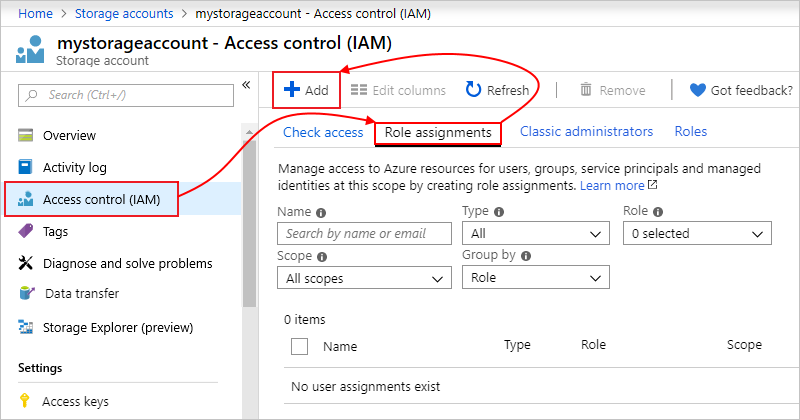 Home > Storage accounts > mystorageaccount - Access control (IAM)
mystorageaccount - Access control (IAM)
Storage account
Search (Ctrl+/)
«
Overview
Activity log
Access control (IAM)
Tags
Diagnose and solve problems
Data transfer
Storage Explorer (preview)
Settings
Access keys
Add Edit columns Refresh Remove Got feedback?
Check access Role assignments Classic administrators Roles
Manage access to Azure resources for users, groups, service principals and managed
identities at this scope by creating role assignments. Learn more
Name Type Role
Search by name or email All 0 selected
Scope Group by
All scopes Role
0 items
Name Type Role Scope
No user assignments exist